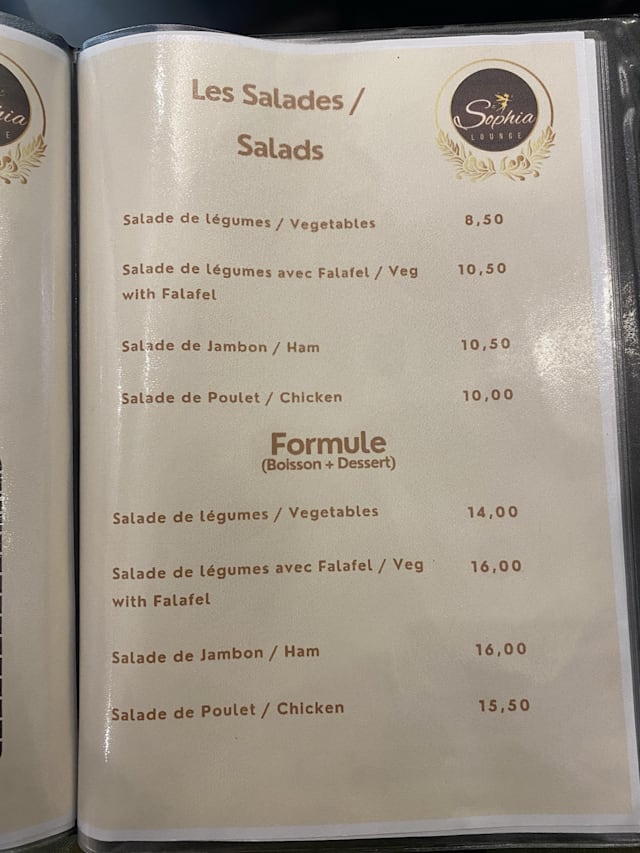 Les Salades /
Salads
Sophia
LOUNGE
Salade de légumes / Vegetables 8,50
Salade de légumes avec Falafel / Veg 10,50
with Falafel
Salade de Jambon / Ham 10,50
Salade de Poulet / Chicken 10,00
Formule
(Boisson + Dessert)
Salade de légumes / Vegetables 14,00
Salade de légumes avec Falafel / Veg 16,00
with Falafel
Salade de Jambon / Ham 16,00
Salade de Poulet / Chicken 15,50